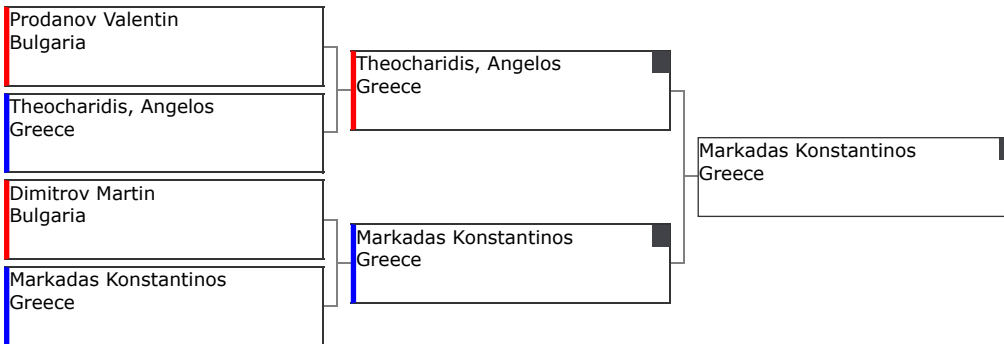 Prodanov Valentin
Bulgaria
Theocharidis, Angelos
Greece
Dimitrov Martin
Bulgaria
Markadas Konstantinos
Greece
Theocharidis, Angelos
Greece
Markadas Konstantinos
Greece
Markadas Konstantinos
Greece